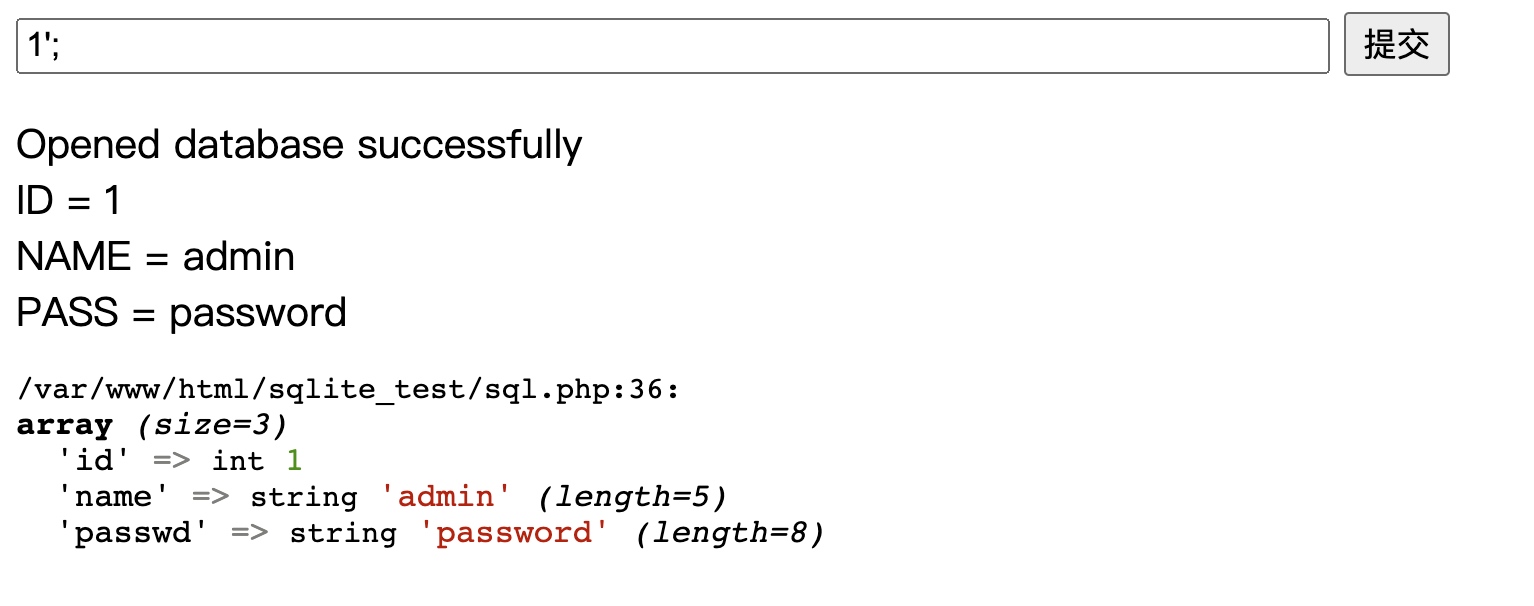 1'; 提交
Opened database successfully
ID = 1
NAME = admin
PASS = password
/var/www/html/sqlite_test/sql.php:36:
array (size=3)
  'id' => int 1
  'name' => string 'admin' (length=5)
  'passwd' => string 'password' (length=8)